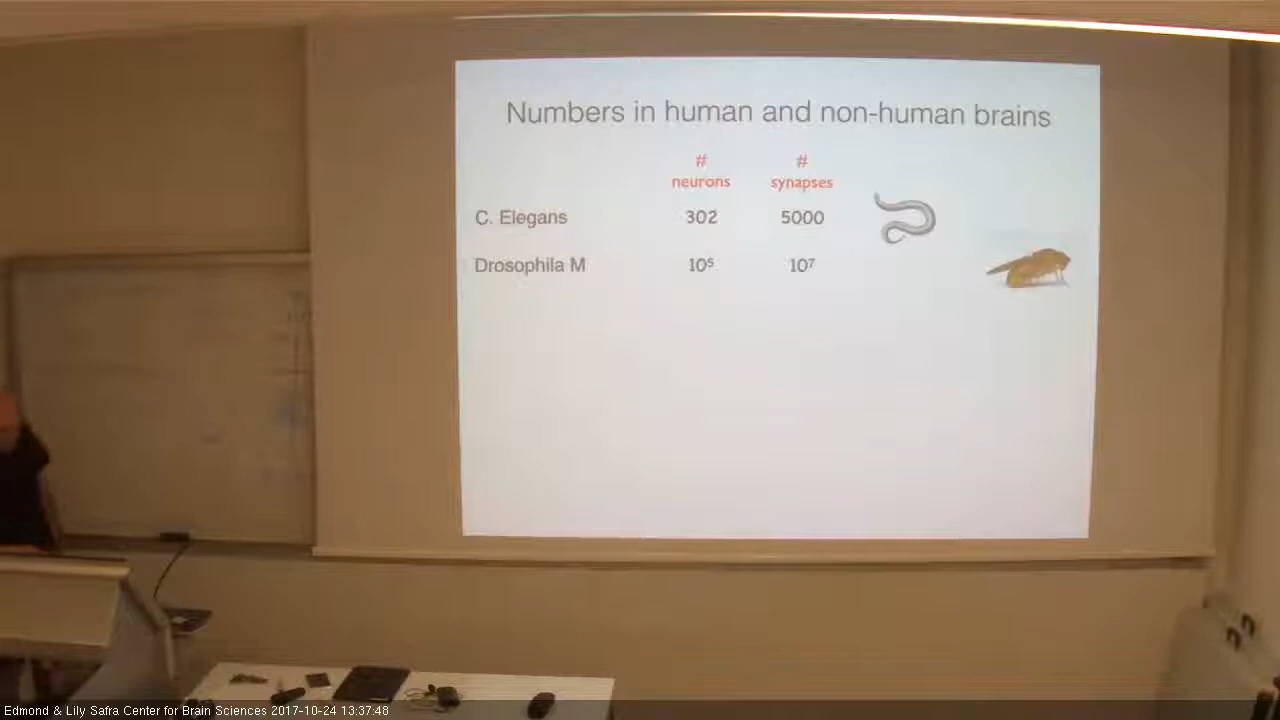 Numbers in human and non-human brains
# #
neurons synapses
C. Elegans 302 5000
Drosophila M 10⁵ 10⁷
Edmond & Lily Safra Center for Brain Sciences 2017-10-24 13:37:48